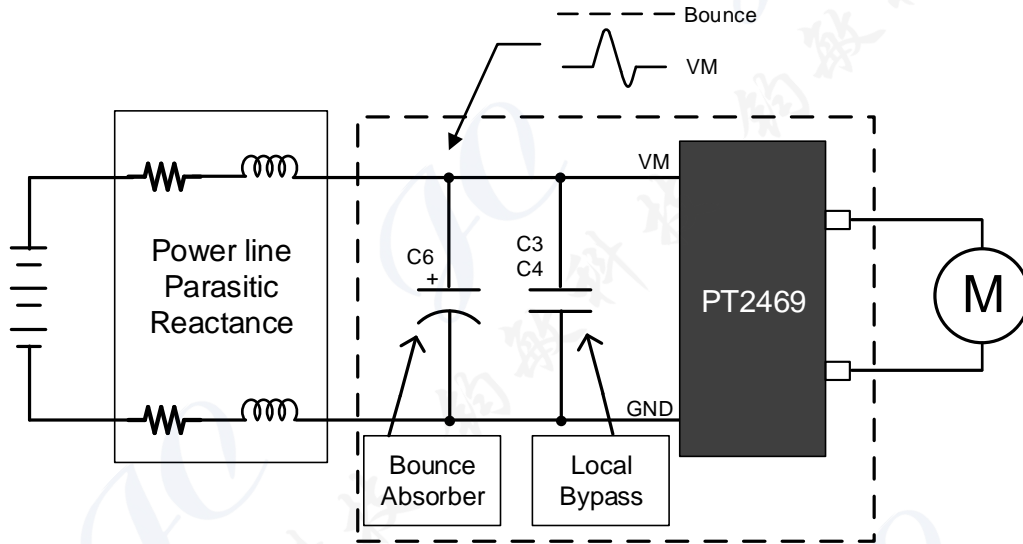 Bounce
VM
VM
Power line
Parasitic
Reactance
C6
+
C3
C4
PT2469
M
GND
Bounce
Absorber
Local
Bypass